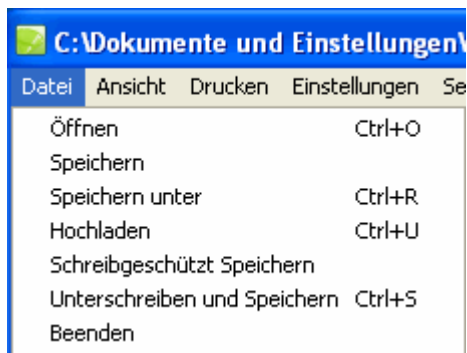 C:\Dokumente und Einstellungen\
Datei Ansicht Drucken Einstellungen Se
Öffnen Ctrl+O
Speichern
Speichern unter Ctrl+R
Hochladen Ctrl+U
Schreibgeschützt Speichern
Unterschreiben und Speichern Ctrl+S
Beenden